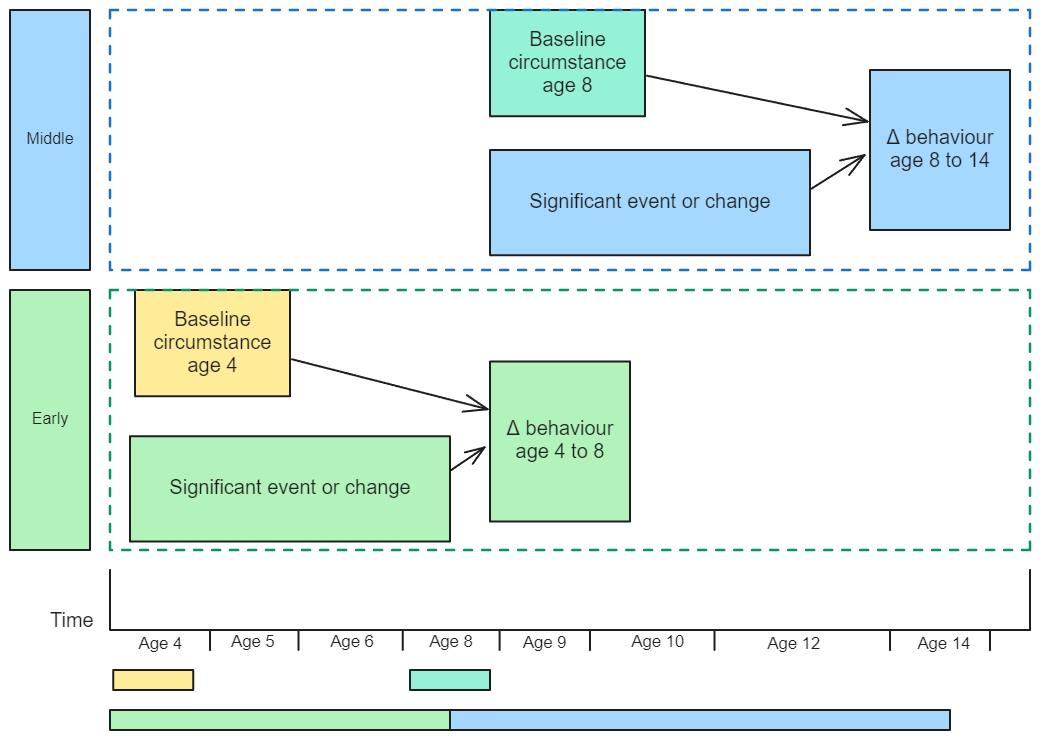 Middle
Baseline
circumstance
age 8
Δ behaviour
age 8 to 14
Significant event or change
Early
Baseline
circumstance
age 4
Δ behaviour
age 4 to 8
Significant event or change
Time
Age 4 Age 5 Age 6 Age 8 Age 9 Age 10 Age 12 Age 14